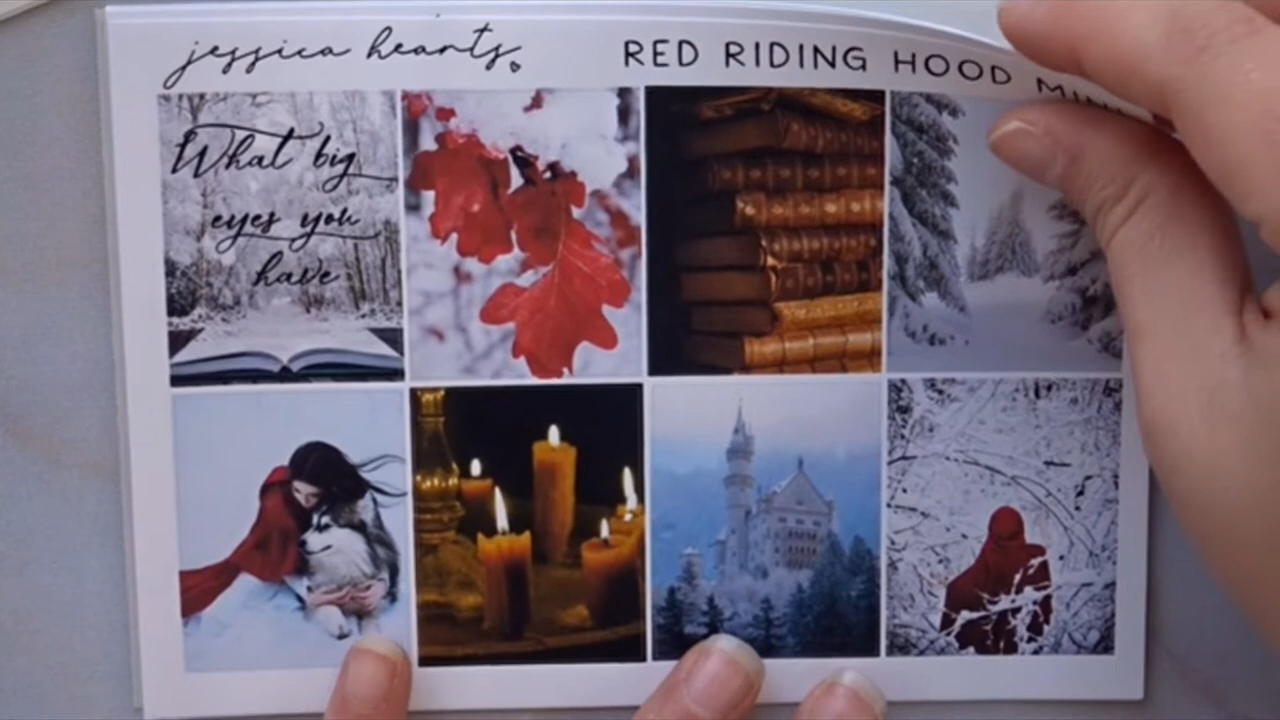 jessica hearts
RED RIDING HOOD
What big
eyes you
have